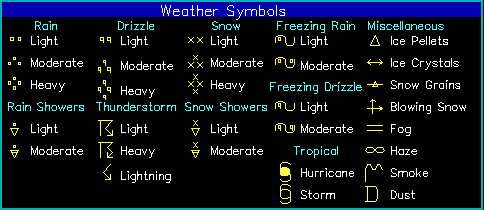 Weather Symbols
Rain Drizzle Snow Freezing Rain Miscellaneous
Light Light Light Light Ice Pellets
Moderate Moderate Moderate Moderate Ice Crystals
Heavy Heavy Heavy Freezing Drizzle Snow Grains
Rain Showers Thunderstorm Snow Showers Light Blowing Snow
Light Light Light Moderate Fog
Moderate Heavy Moderate Tropical Haze
Lightning Hurricane Smoke
Storm Dust